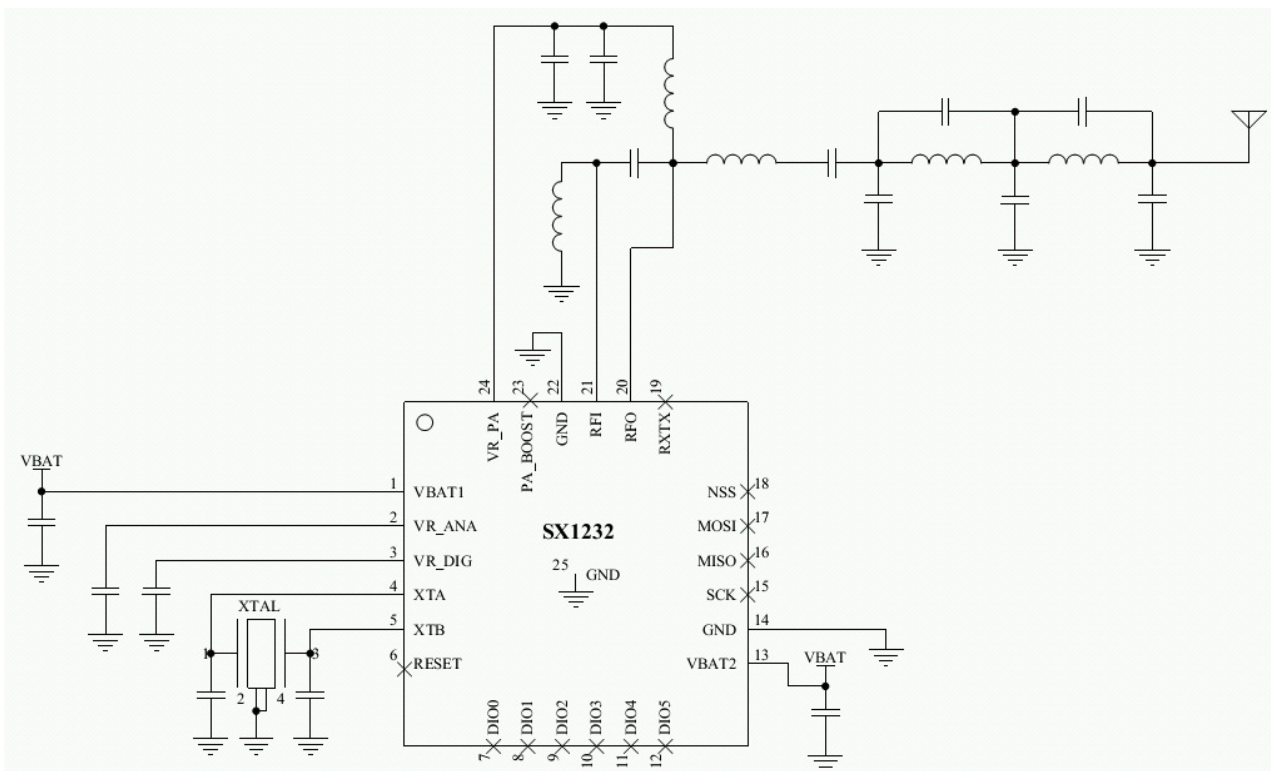 24
23
22
21
20
19
VR_PA
PA_BOOST
GND
RFI
RFO
RXTX
VBAT
1
VBAT1
2
VR_ANA
3
VR_DIG
4
XTA
XTAL
5
XTB
6
RESET
1
3
2
4
SX1232
25
GND
NSS
18
MOSI
17
MISO
16
SCK
15
GND
14
VBAT2
13
VBAT
DIO0
DIO1
DIO2
DIO3
DIO4
DIO5
7
8
9
10
11
12